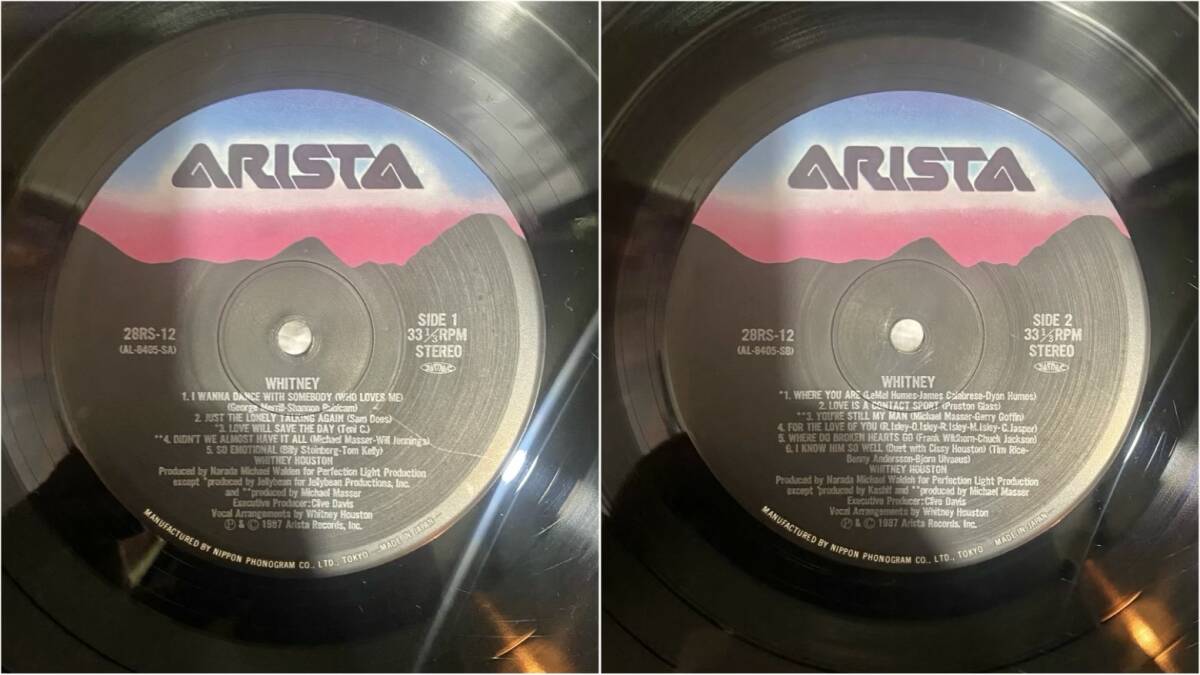 ARISTA
28RS-12
(AL-8405-SA)
SIDE 1
33 1/3 RPM
STEREO
WHITNEY
1. I WANNA DANCE WITH SOMEBODY (WHO LOVES ME)
(George Merrill-Shannon Rubicam)
2. JUST THE LONELY TALKING AGAIN (Sam Dees)
*3. LOVE WILL SAVE THE DAY (Toni C.)
**4. DIDN'T WE ALMOST HAVE IT ALL (Michael Masser-Will Jennings)
5. SO EMOTIONAL (Billy Steinberg-Tom Kelly)
WHITNEY HOUSTON
Produced by Narada Michael Walden for Perfection Light Production
except *produced by Jellybean for Jellybean Productions, Inc.
and **produced by Michael Masser
Executive Producer: Clive Davis
Vocal Arrangements by Whitney Houston
Ⓟ & © 1987 Arista Records, Inc.
MANUFACTURED BY NIPPON PHONOGRAM CO., LTD., TOKYO —MADE IN JAPAN—
ARISTA
28RS-12
(AL-8405-SB)
SIDE 2
33 1/3 RPM
STEREO
WHITNEY
*1. WHERE YOU ARE (LeMel Humes-James Calabrese-Dyan Humes)
2. LOVE IS A CONTACT SPORT (Preston Glass)
**3. YOU'RE STILL MY MAN (Michael Masser-Gerry Goffin)
4. FOR THE LOVE OF YOU (R.Isley-O.Isley-R.Isley-M.Isley-C.Jasper)
5. WHERE DO BROKEN HEARTS GO (Frank Wildhorn-Chuck Jackson)
6. I KNOW HIM SO WELL (Duet with Cissy Houston) (Tim Rice-
Benny Andersson-Bjorn Ulvaeus)
WHITNEY HOUSTON
Produced by Narada Michael Walden for Perfection Light Production
except *produced by Kashif and **produced by Michael Masser
Executive Producer: Clive Davis
Vocal Arrangements by Whitney Houston
Ⓟ & © 1987 Arista Records, Inc.
MANUFACTURED BY NIPPON PHONOGRAM CO., LTD., TOKYO —MADE IN JAPAN—